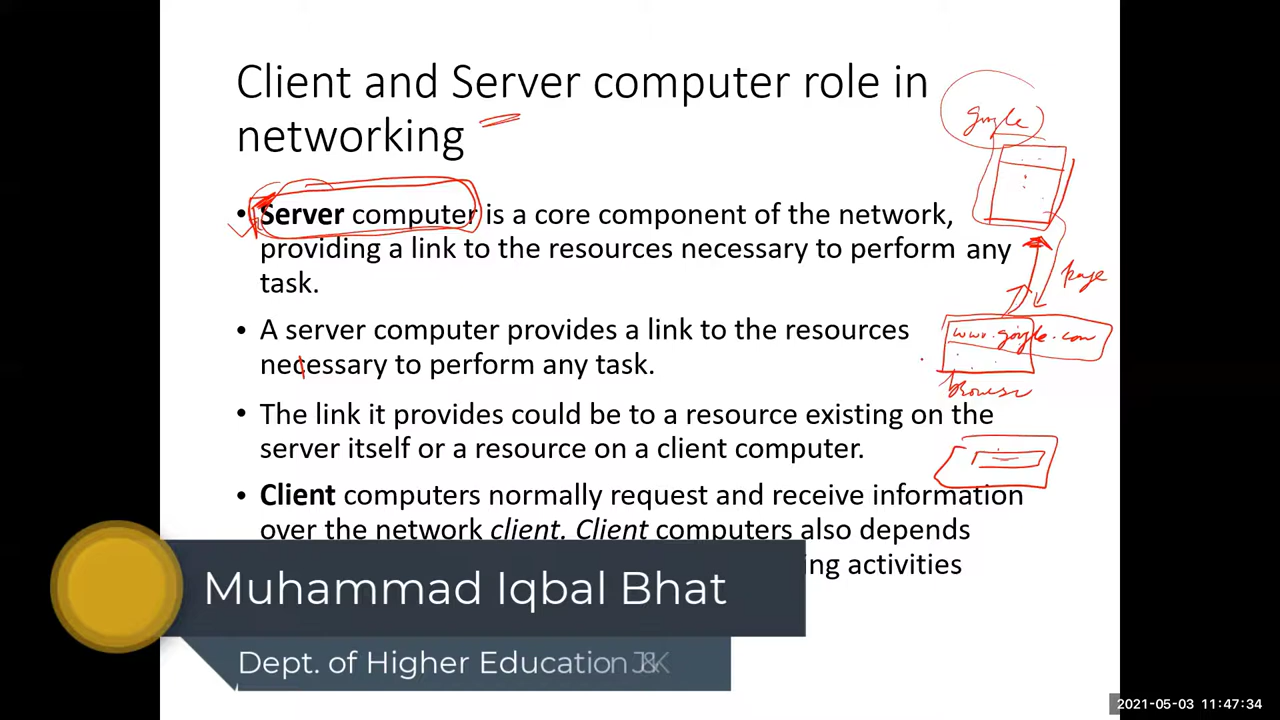 Client and Server computer role in
networking
google
• Server computer is a core component of the network,
providing a link to the resources necessary to perform any
task.
page
• A server computer provides a link to the resources
necessary to perform any task.
www.google.com
browser
• The link it provides could be to a resource existing on the
server itself or a resource on a client computer.
• Client computers normally request and receive information
over the network client. Client computers also depends
ing activities
Muhammad Iqbal Bhat
Dept. of Higher Education J&K
2021-05-03 11:47:34